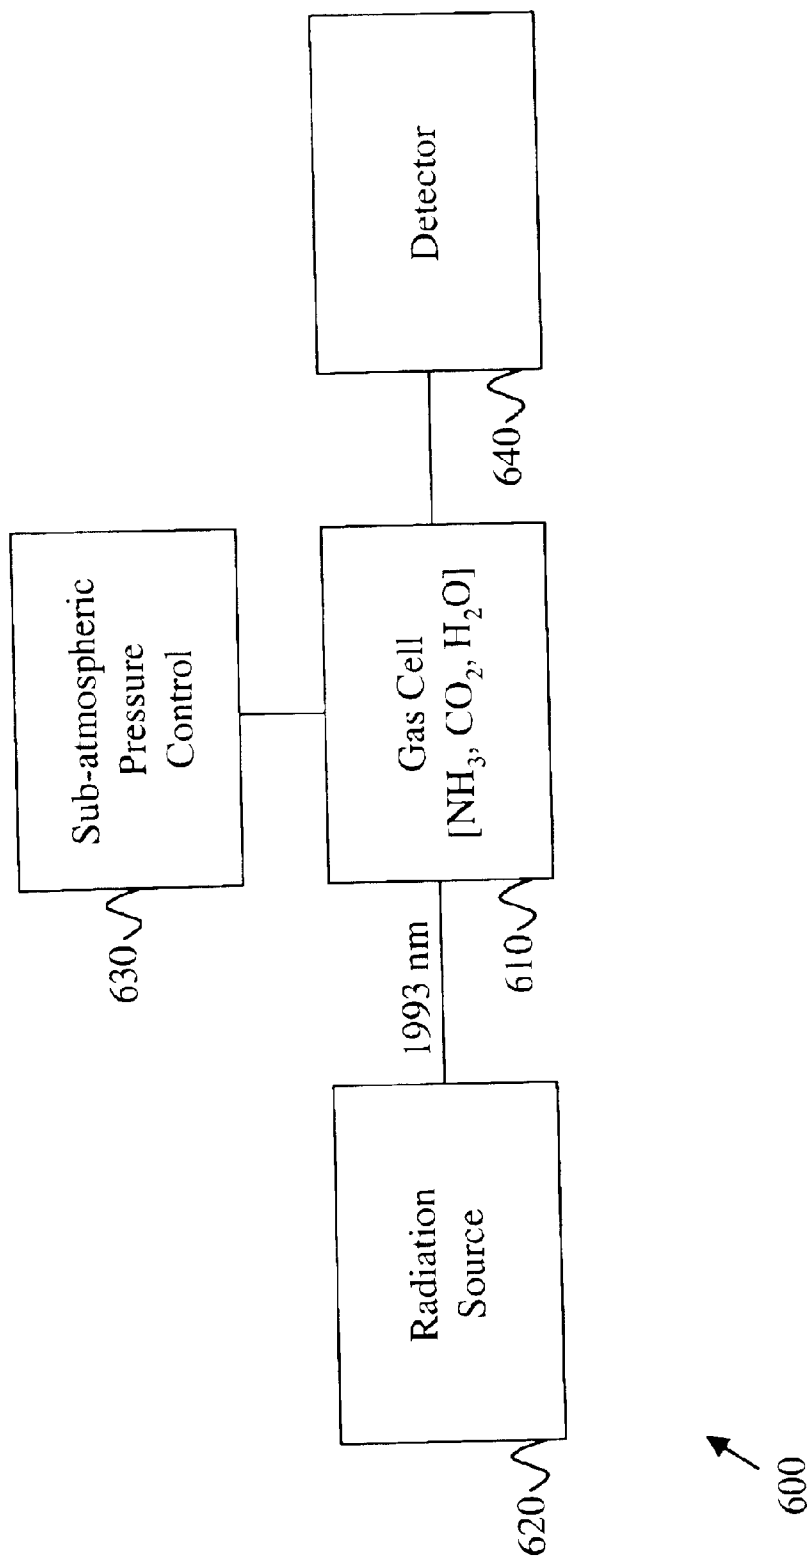 Sub-atmospheric
Pressure
Control
630
Radiation
Source
620
1993 nm
Gas Cell
[NH₃, CO₂, H₂O]
610
Detector
640
600